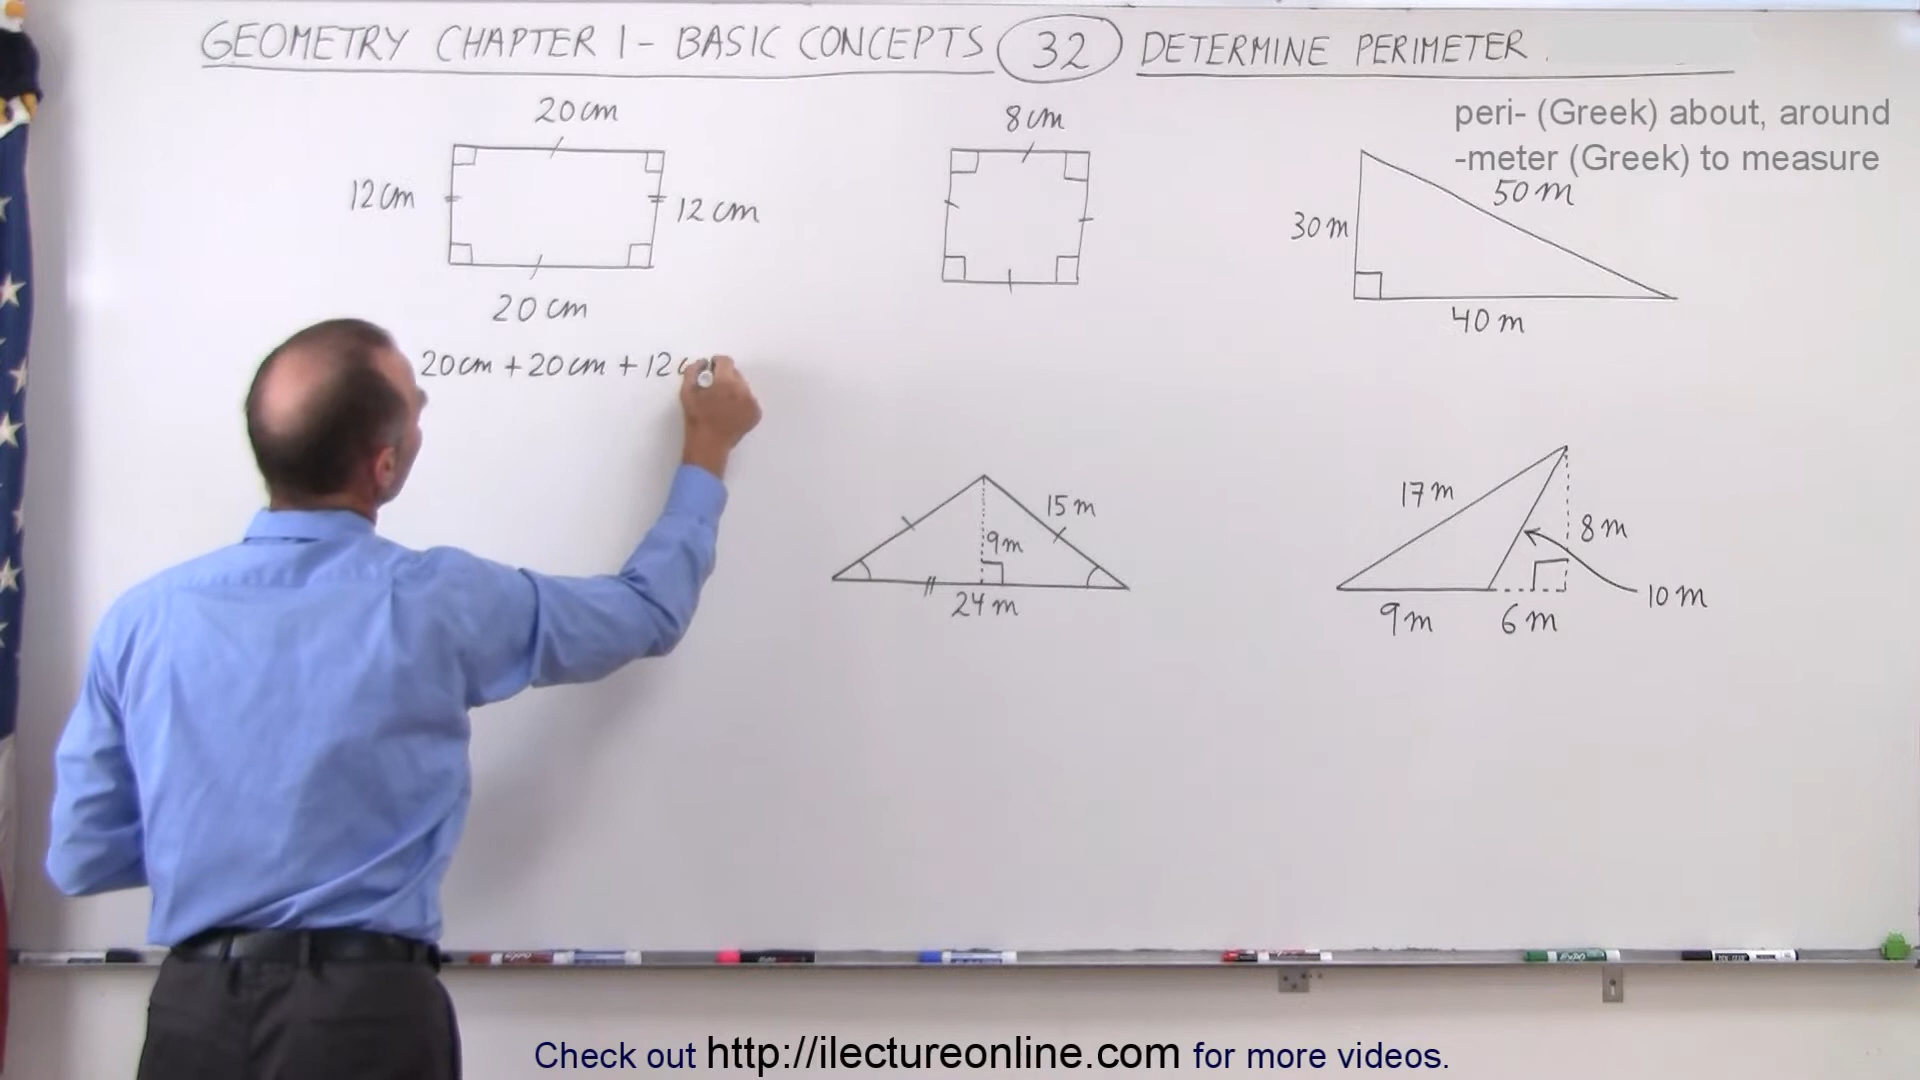 GEOMETRY CHAPTER 1 - BASIC CONCEPTS 32 DETERMINE PERIMETER
peri- (Greek) about, around
-meter (Greek) to measure
20 cm
12 cm
12 cm
20 cm
20 cm + 20 cm + 12
8 cm
50 m
30 m
40 m
15 m
9 m
24 m
17 m
8 m
10 m
9 m
6 m
Check out http://ilectureonline.com for more videos.